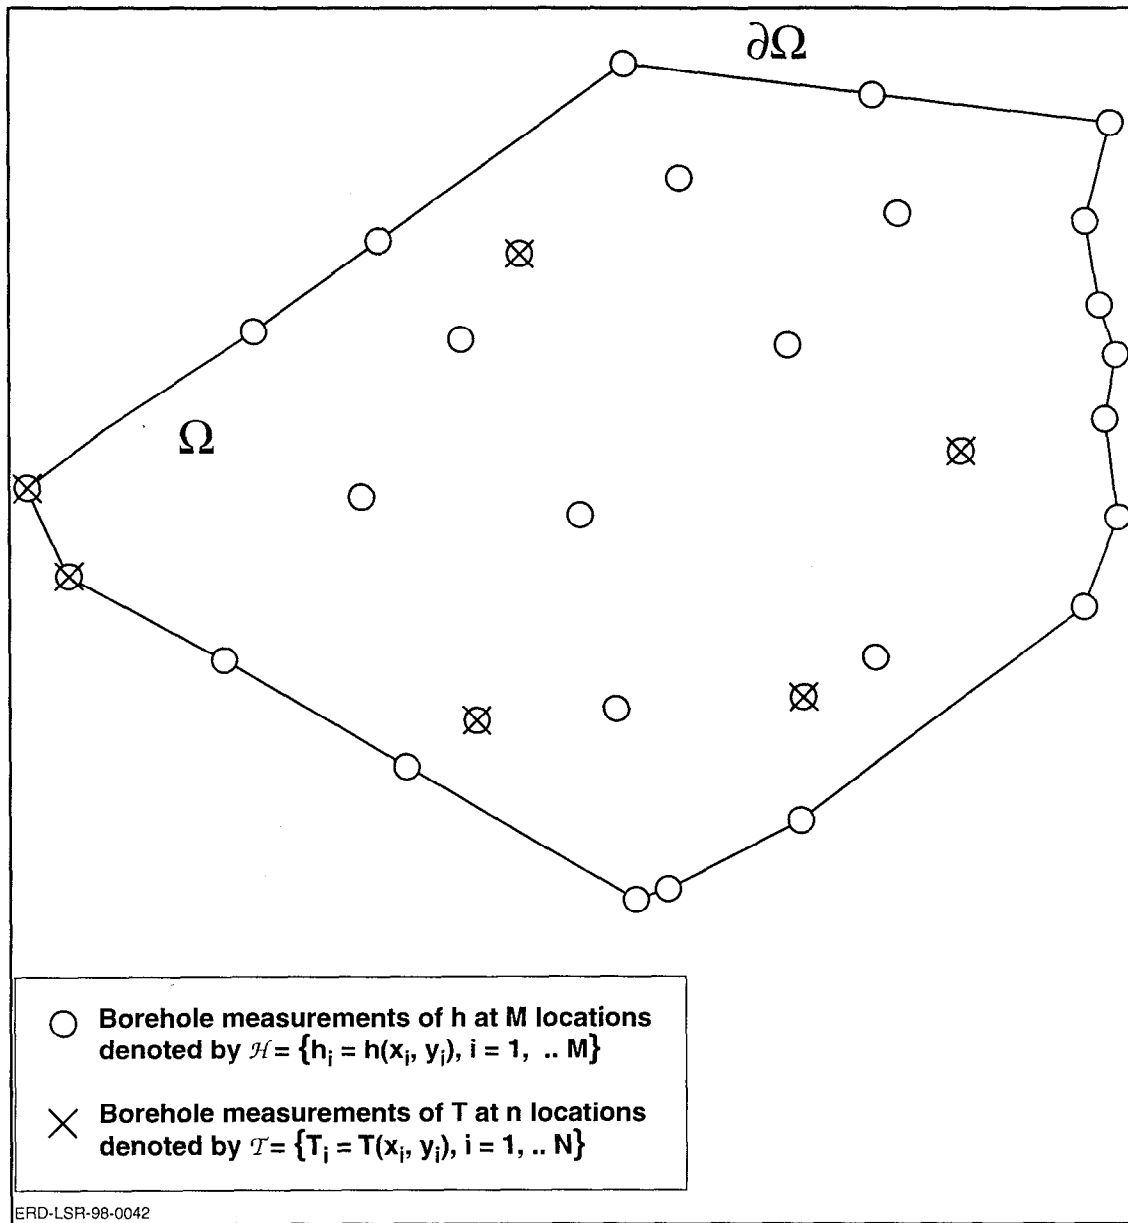 ∂Ω
Ω
Borehole measurements of h at M locations
denoted by ℋ = {hᵢ = h(xᵢ, yᵢ), i = 1, .. M}
Borehole measurements of T at n locations
denoted by 𝒯 = {Tᵢ = T(xᵢ, yᵢ), i = 1, .. N}
ERD-LSR-98-0042